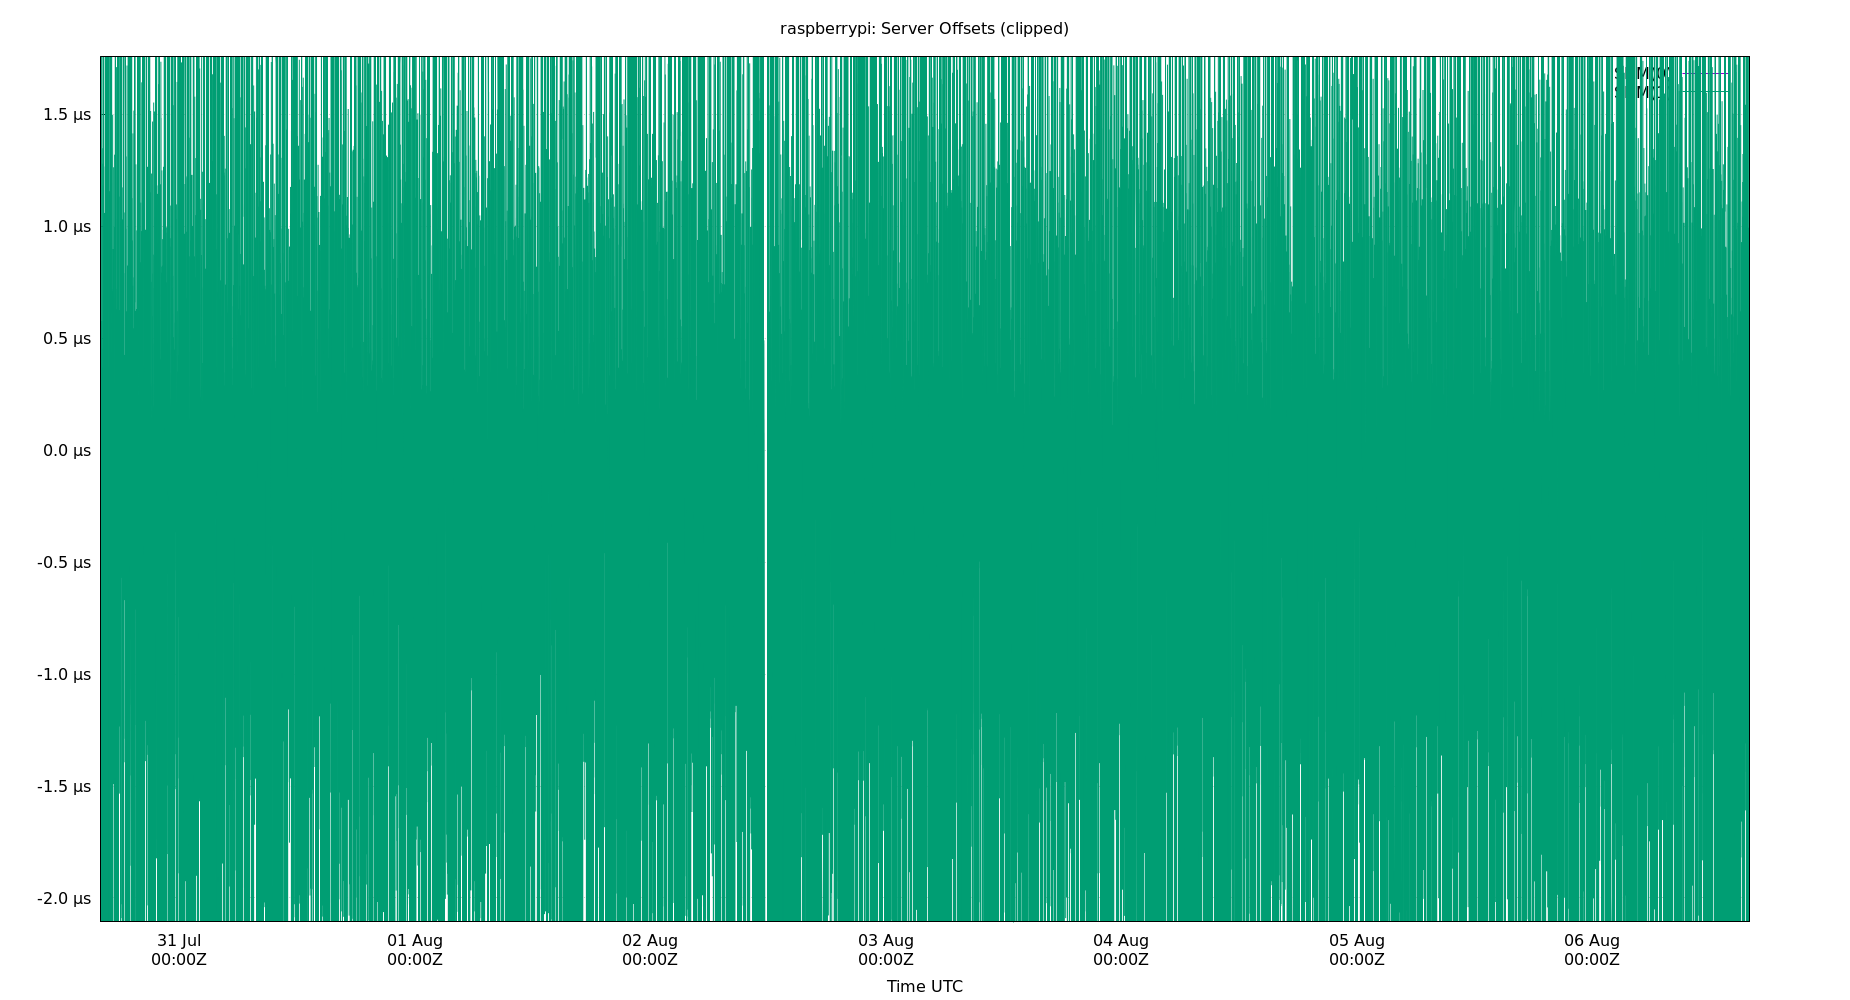 raspberrypi: Server Offsets (clipped)
1.5 µs
1.0 µs
0.5 µs
0.0 µs
-0.5 µs
-1.0 µs
-1.5 µs
-2.0 µs
31 Jul 01 Aug 02 Aug 03 Aug 04 Aug 05 Aug 06 Aug
00:00Z 00:00Z 00:00Z 00:00Z 00:00Z 00:00Z 00:00Z
Time UTC